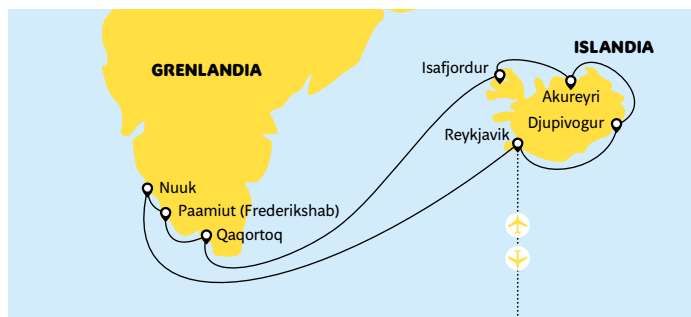 GRENLANDIA
ISLANDIA
Isafjordur
Akureyri
Djupivogur
Reykjavik
Nuuk
Paamiut (Frederikshab)
Qaqortoq